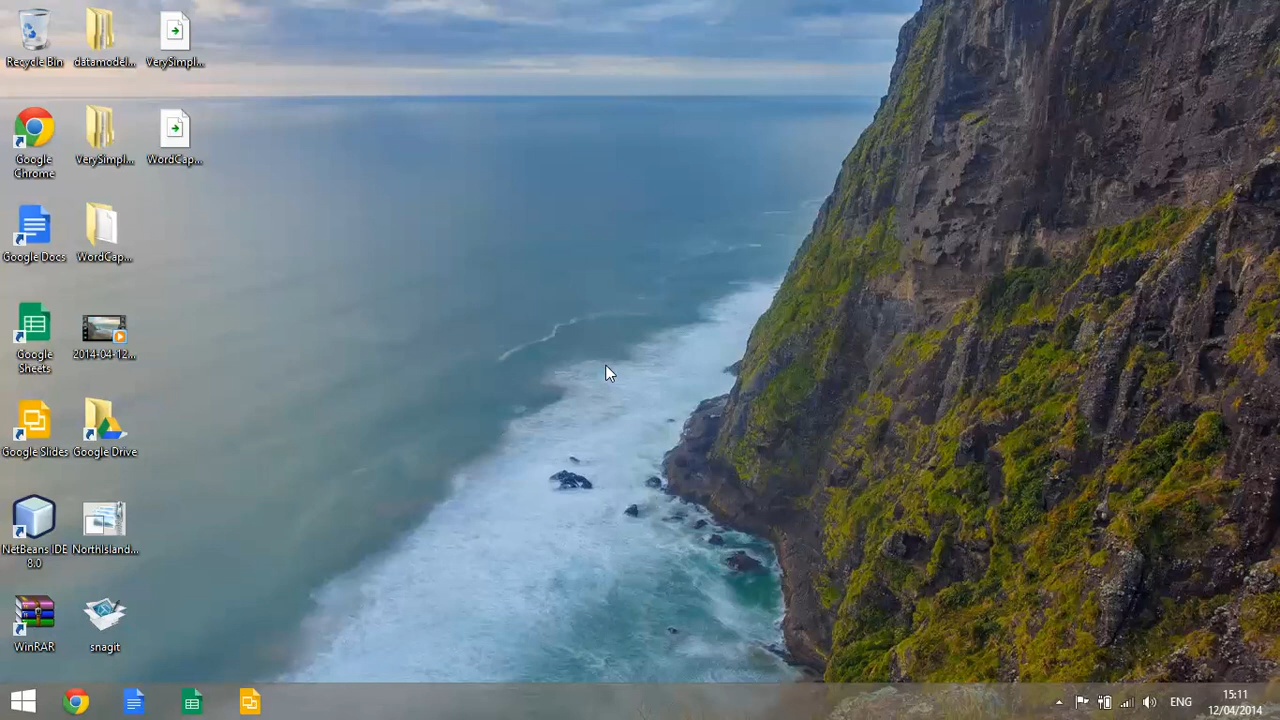 Recycle Bin
datamodel...
VerySimpl...
Google
Chrome
VerySimpl...
WordCap...
Google Docs
WordCap...
Google
Sheets
2014-04-12...
Google Slides
Google Drive
NetBeans IDE
8.0
NorthIsland...
WinRAR
snagit
ENG
15:11
12/04/2014